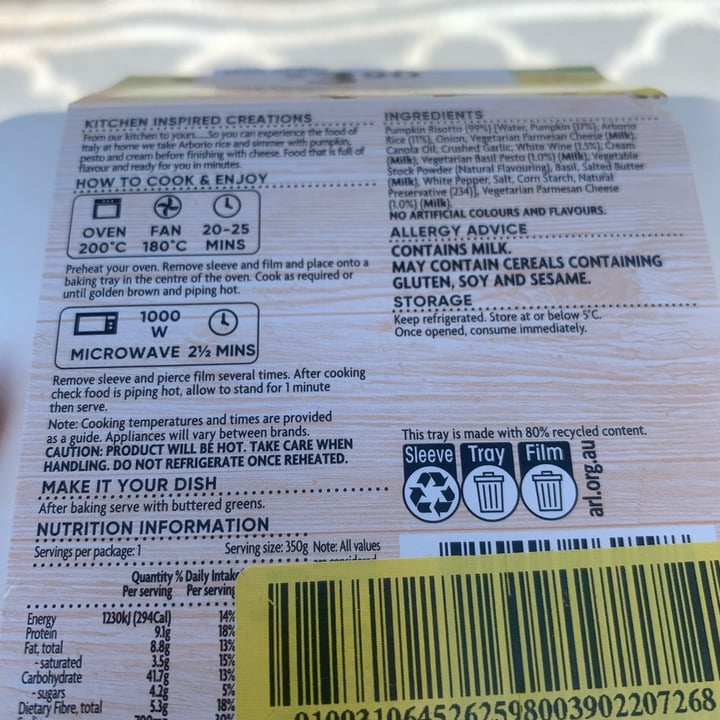 KITCHEN INSPIRED CREATIONS
From our kitchen to yours.....So you can experience the food of
Italy at home we take Arborio rice and simmer with pumpkin,
pesto and cream before finishing with cheese. Food that is full of
flavour and ready for you in minutes.
HOW TO COOK & ENJOY
OVEN FAN 20-25
200°C 180°C MINS
Preheat your oven. Remove sleeve and film and place onto a
baking tray in the centre of the oven. Cook as required or
until golden brown and piping hot.
1000
W
MICROWAVE 2½ MINS
Remove sleeve and pierce film several times. After cooking
check food is piping hot, allow to stand for 1 minute
then serve.
Note: Cooking temperatures and times are provided
as a guide. Appliances will vary between brands.
CAUTION: PRODUCT WILL BE HOT. TAKE CARE WHEN
HANDLING. DO NOT REFRIGERATE ONCE REHEATED.
MAKE IT YOUR DISH
After baking serve with buttered greens.
NUTRITION INFORMATION
Servings per package: 1 Serving size: 350g Note: All values
are considered
Quantity % Daily Intake
Per serving Per serving
Energy 1230kJ (294Cal) 14%
Protein 9.1g 18%
Fat, total 8.8g 13%
- saturated 3.5g 15%
Carbohydrate 41.7g 13%
- sugars 4.2g 5%
Dietary Fibre, total 5.3g 18%
INGREDIENTS
Pumpkin Risotto (99%) [Water, Pumpkin (17%), Arborio
Rice (11%), Onion, Vegetarian Parmesan Cheese (Milk),
Canola Oil, Crushed Garlic, White Wine (1.5%), Cream
(Milk), Vegetarian Basil Pesto (1.0%) (Milk), Vegetable
Stock Powder (Natural Flavouring), Basil, Salted Butter
(Milk), White Pepper, Salt, Corn Starch, Natural
Preservative (234)], Vegetarian Parmesan Cheese
(1.0%) (Milk).
NO ARTIFICIAL COLOURS AND FLAVOURS.
ALLERGY ADVICE
CONTAINS MILK.
MAY CONTAIN CEREALS CONTAINING
GLUTEN, SOY AND SESAME.
STORAGE
Keep refrigerated. Store at or below 5°C.
Once opened, consume immediately.
This tray is made with 80% recycled content.
Sleeve Tray Film
arl.org.au